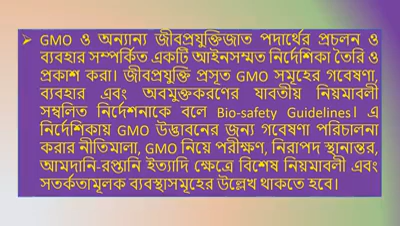 ➢ GMO ও অন্যান্য জীবপ্রযুক্তিজাত পদার্থের প্রচলন ও
ব্যবহার সম্পর্কিত একটি আইনসম্মত নির্দেশিকা তৈরি ও
প্রকাশ করা। জীবপ্রযুক্তি প্রসূত GMO সমূহের গবেষণা,
ব্যবহার এবং অবমুক্তকরণের যাবতীয় নিয়মাবলী
সম্বলিত নির্দেশনাকে বলে Bio-safety Guidelines। এ
নির্দেশিকায় GMO উদ্ভাবনের জন্য গবেষণা পরিচালনা
করার নীতিমালা, GMO নিয়ে পরীক্ষণ, নিরাপদ স্থানান্তর,
আমদানি-রপ্তানি ইত্যাদি ক্ষেত্রে বিশেষ নিয়মাবলী এবং
সতর্কতামূলক ব্যবস্থাসমূহের উল্লেখ থাকতে হবে।